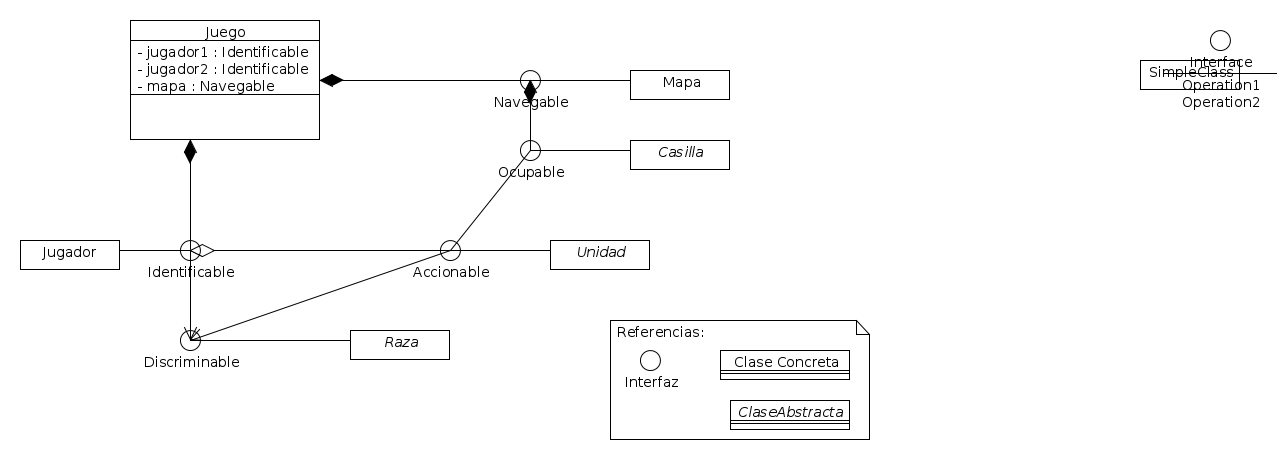 Juego
- jugador1 : Identificable
- jugador2 : Identificable
- mapa : Navegable
Navegable
Mapa
Interface
SimpleClass
Operation1
Operation2
Casilla
Ocupable
Jugador
Identificable
Accionable
Unidad
Discriminable
Raza
Referencias:
Interfaz
Clase Concreta
ClaseAbstracta